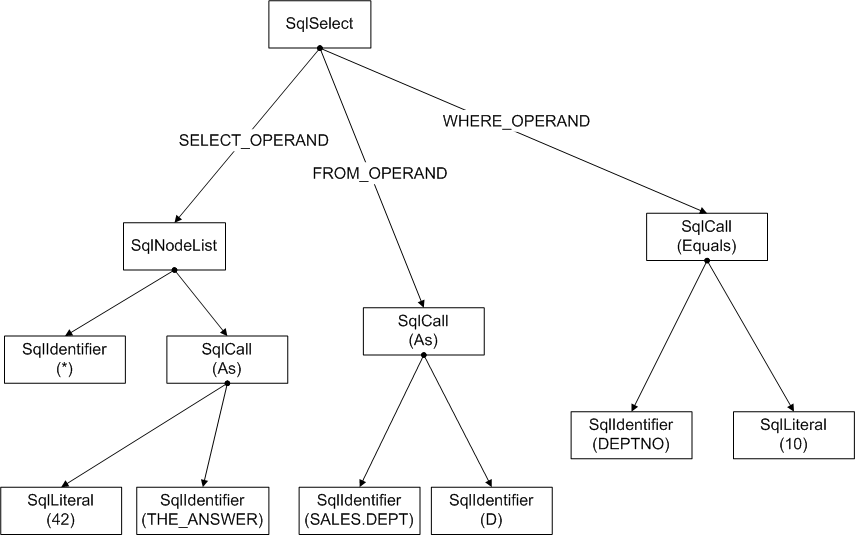 SqlSelect
WHERE_OPERAND
SELECT_OPERAND
FROM_OPERAND
SqlNodeList
SqlCall
(Equals)
SqlCall
(As)
SqlIdentifier
(*)
SqlCall
(As)
SqlIdentifier
(DEPTNO)
SqlLiteral
(10)
SqlLiteral
(42)
SqlIdentifier
(THE_ANSWER)
SqlIdentifier
(SALES.DEPT)
SqlIdentifier
(D)